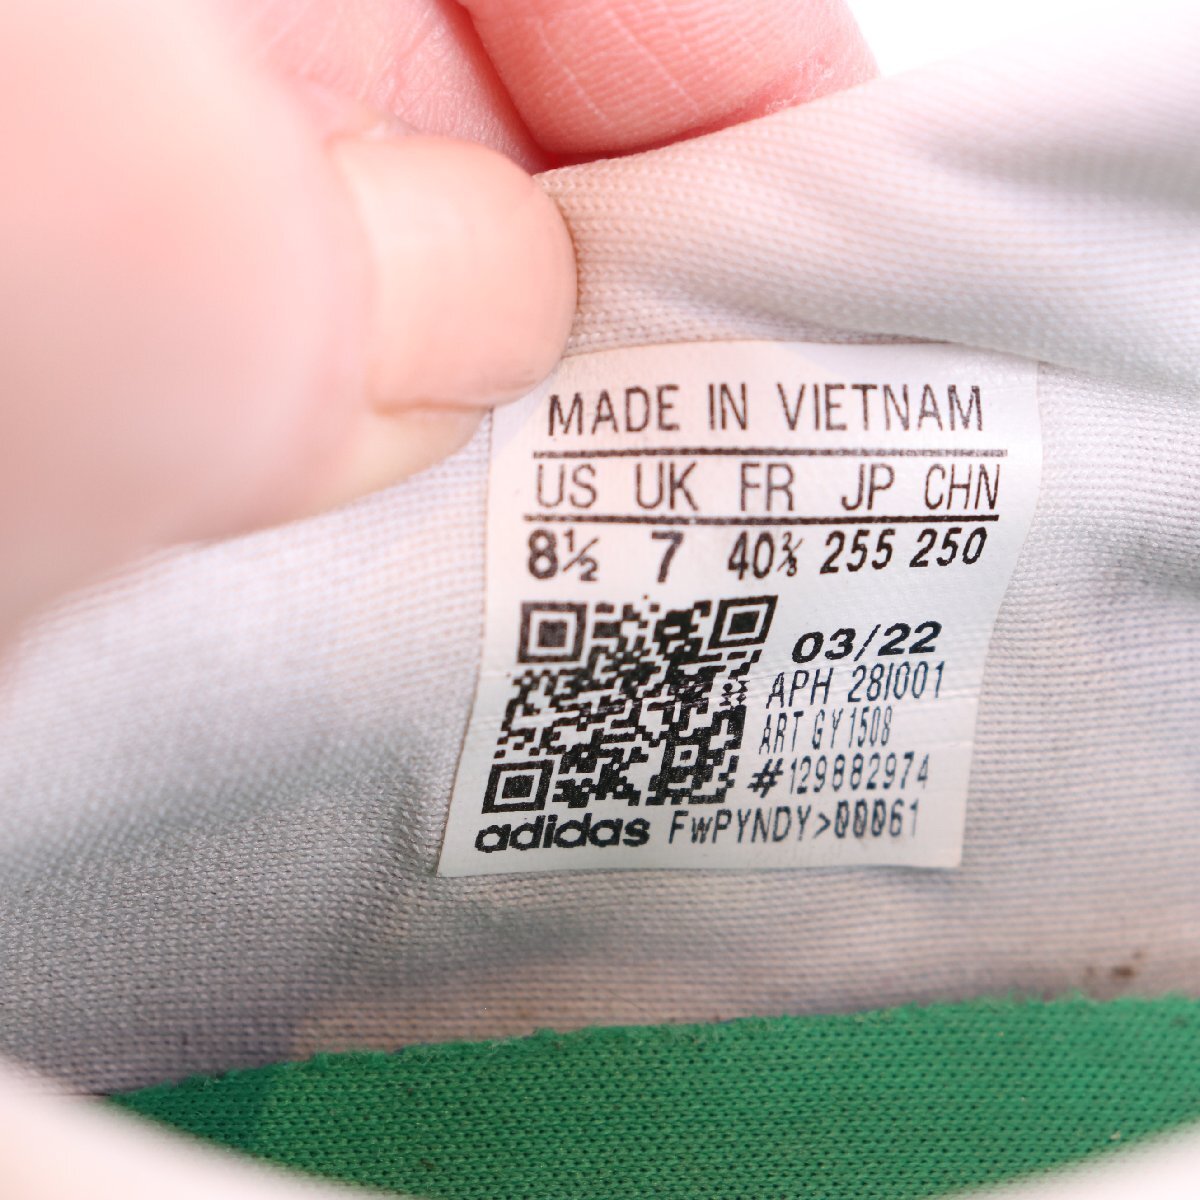 MADE IN VIETNAM
US UK FR JP CHN
8½ 7 40⅔ 255 250
03/22
APH 28I001
ART GY1508
#129882974
adidas FwPYNDY>00061